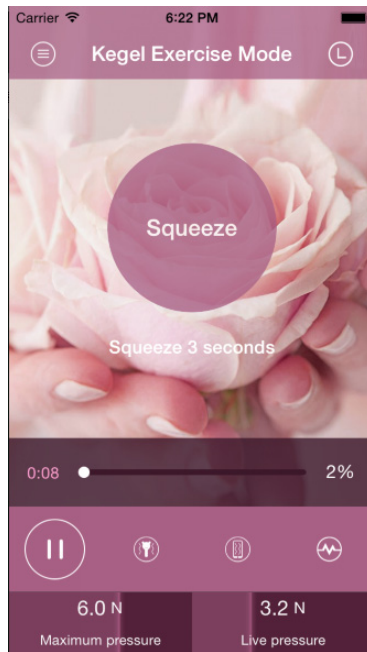 Carrier 6:22 PM
Kegel Exercise Mode
Squeeze
Squeeze 3 seconds
0:08 2%
6.0 N 3.2 N
Maximum pressure Live pressure